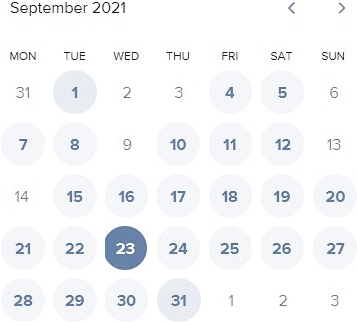 September 2021
MON TUE WED THU FRI SAT SUN
31 1 2 3 4 5 6
7 8 9 10 11 12 13
14 15 16 17 18 19 20
21 22 23 24 25 26 27
28 29 30 31 1 2 3